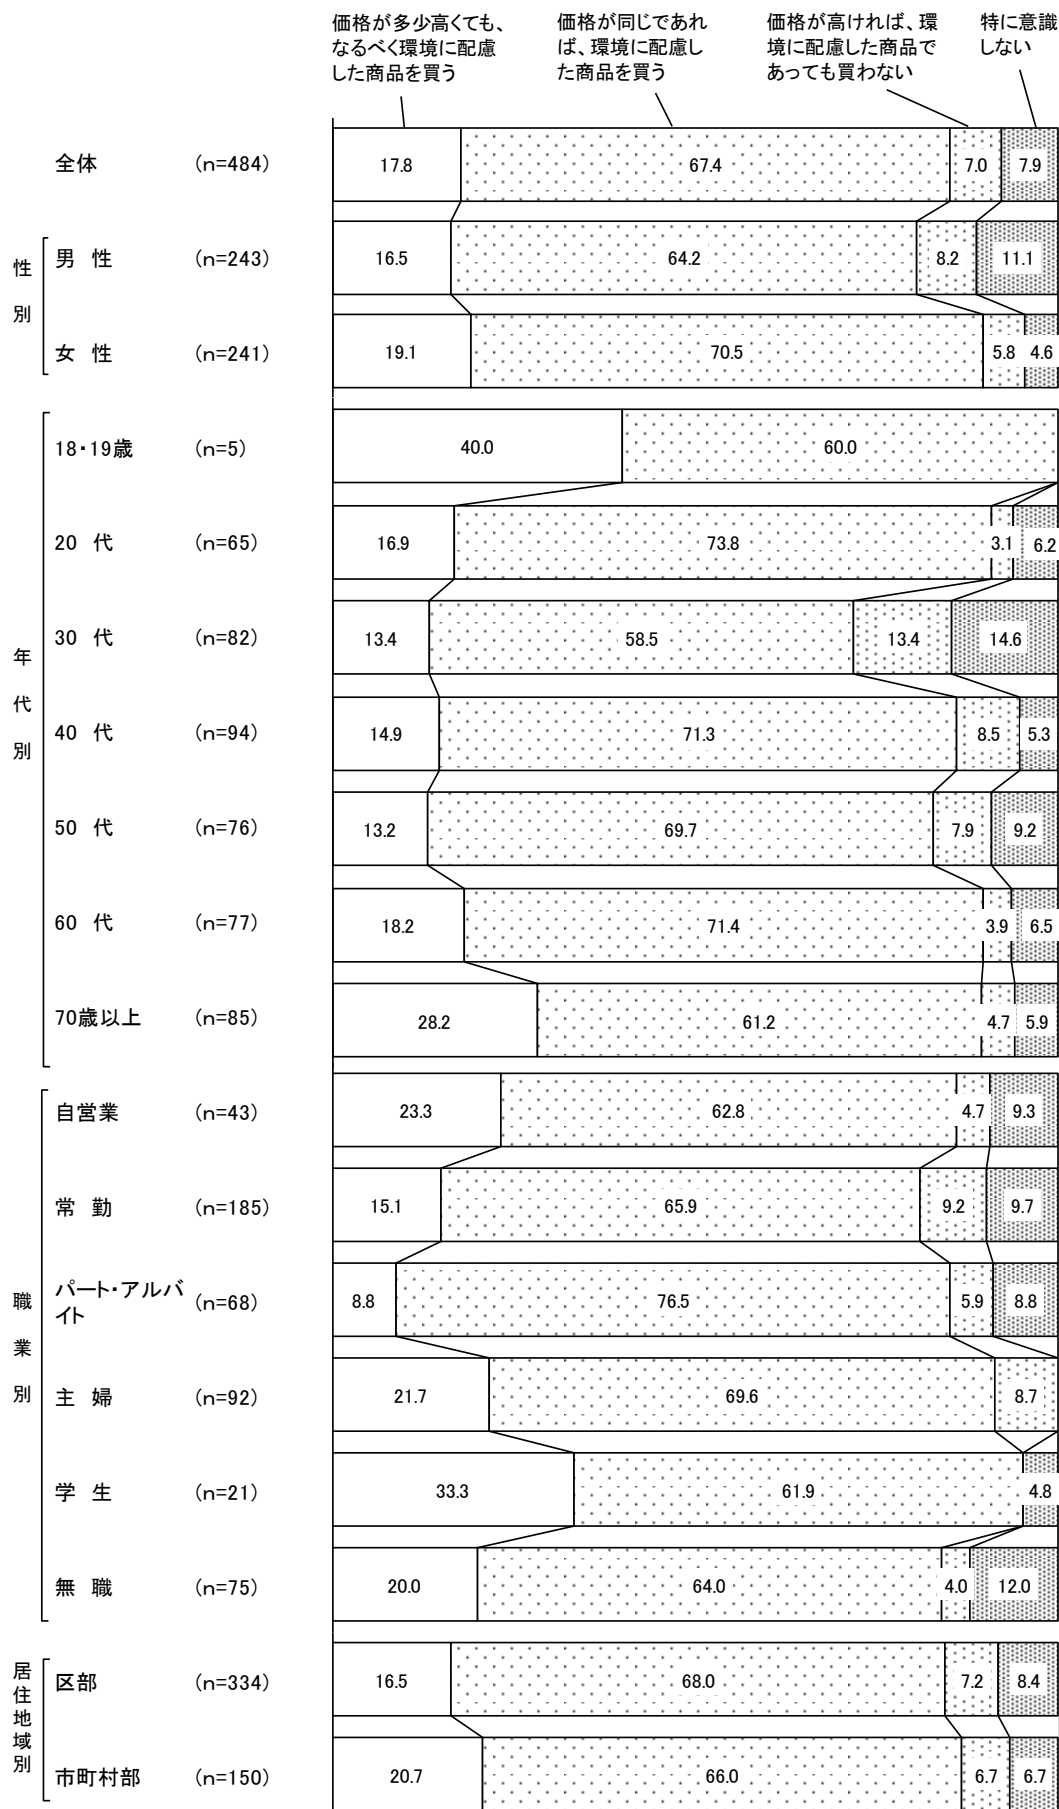 価格が多少高くても、
なるべく環境に配慮
した商品を買う
価格が同じであれ
ば、環境に配慮し
た商品を買う
価格が高ければ、環
境に配慮した商品で
あっても買わない
特に意識
しない
全体 (n=484) 17.8 67.4 7.0 7.9
性別
男 性 (n=243) 16.5 64.2 8.2 11.1
女 性 (n=241) 19.1 70.5 5.8 4.6
年代別
18・19歳 (n=5) 40.0 60.0
20 代 (n=65) 16.9 73.8 3.1 6.2
30 代 (n=82) 13.4 58.5 13.4 14.6
40 代 (n=94) 14.9 71.3 8.5 5.3
50 代 (n=76) 13.2 69.7 7.9 9.2
60 代 (n=77) 18.2 71.4 3.9 6.5
70歳以上 (n=85) 28.2 61.2 4.7 5.9
職業別
自営業 (n=43) 23.3 62.8 4.7 9.3
常 勤 (n=185) 15.1 65.9 9.2 9.7
パート・アルバ
イト (n=68) 8.8 76.5 5.9 8.8
主 婦 (n=92) 21.7 69.6 8.7
学 生 (n=21) 33.3 61.9 4.8
無 職 (n=75) 20.0 64.0 4.0 12.0
居住地域別
区部 (n=334) 16.5 68.0 7.2 8.4
市町村部 (n=150) 20.7 66.0 6.7 6.7